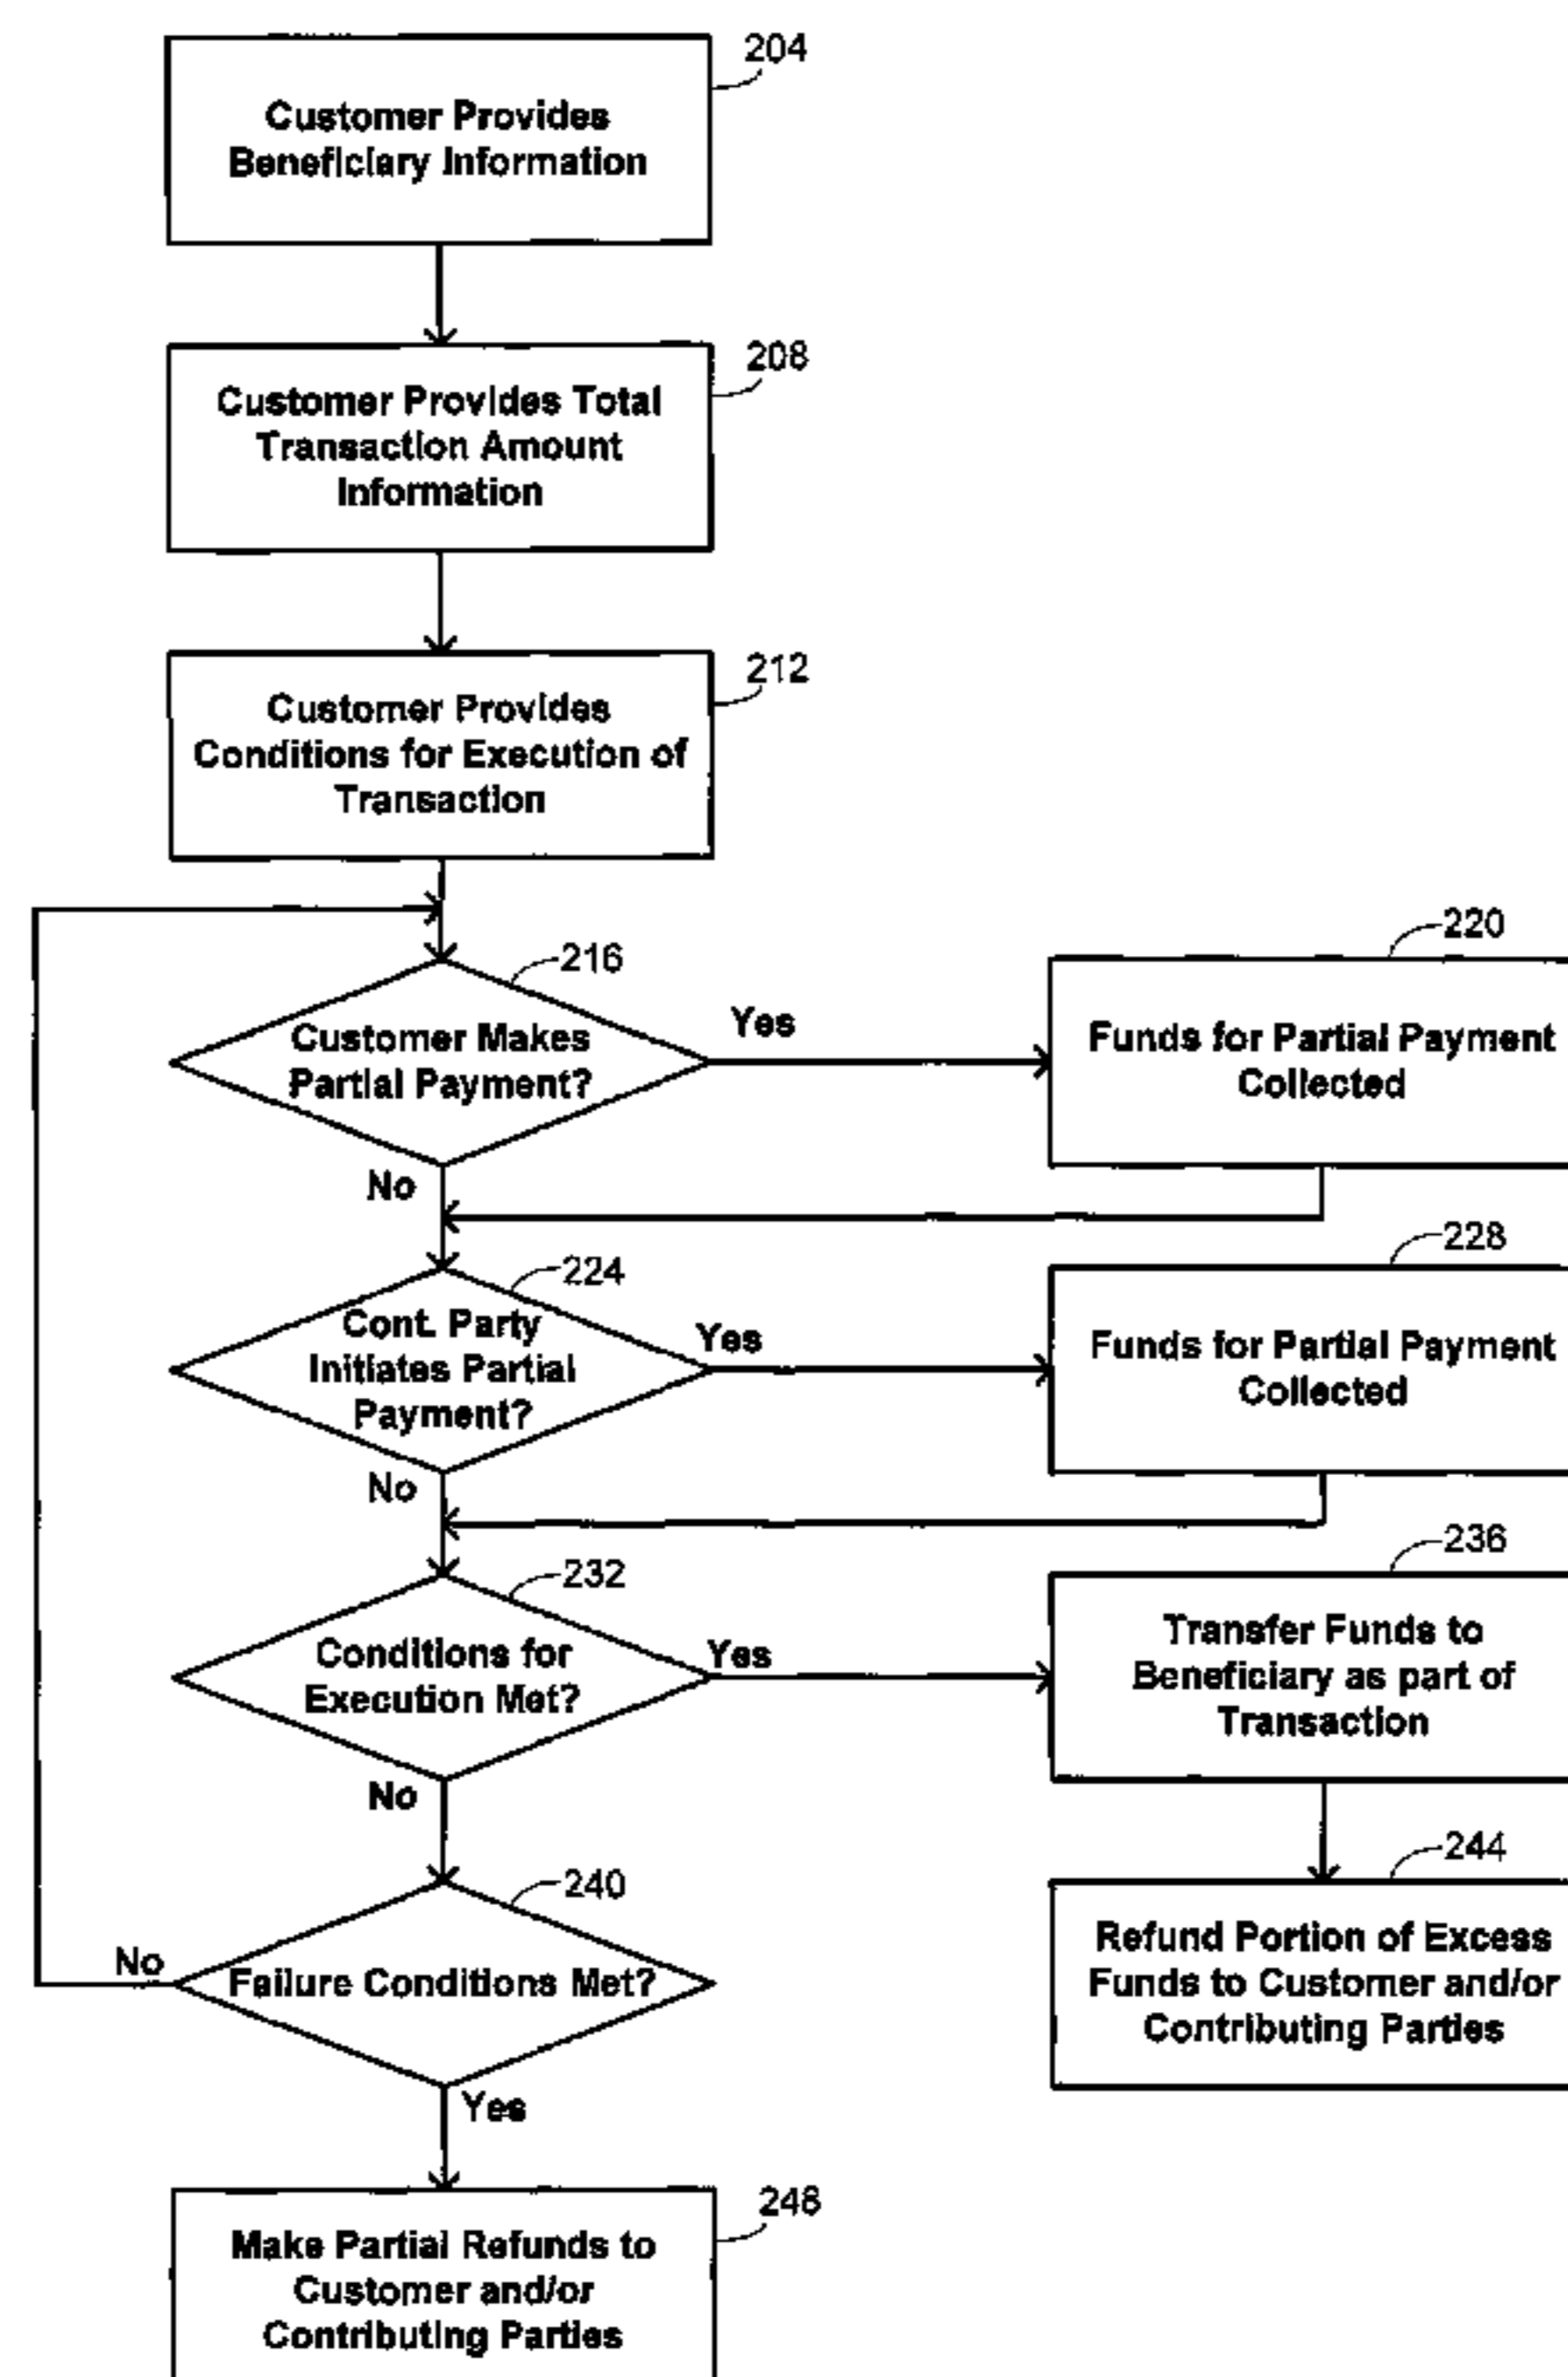 204
Customer Provides
Beneficiary Information
208
Customer Provides Total
Transaction Amount
Information
212
Customer Provides
Conditions for Execution of
Transaction
216
Customer Makes
Partial Payment?
Yes
No
220
Funds for Partial Payment
Collected
224
Cont. Party
Initiates Partial
Payment?
Yes
No
228
Funds for Partial Payment
Collected
232
Conditions for
Execution Met?
Yes
No
236
Transfer Funds to
Beneficiary as part of
Transaction
240
Failure Conditions Met?
No
Yes
244
Refund Portion of Excess
Funds to Customer and/or
Contributing Parties
248
Make Partial Refunds to
Customer and/or
Contributing Parties